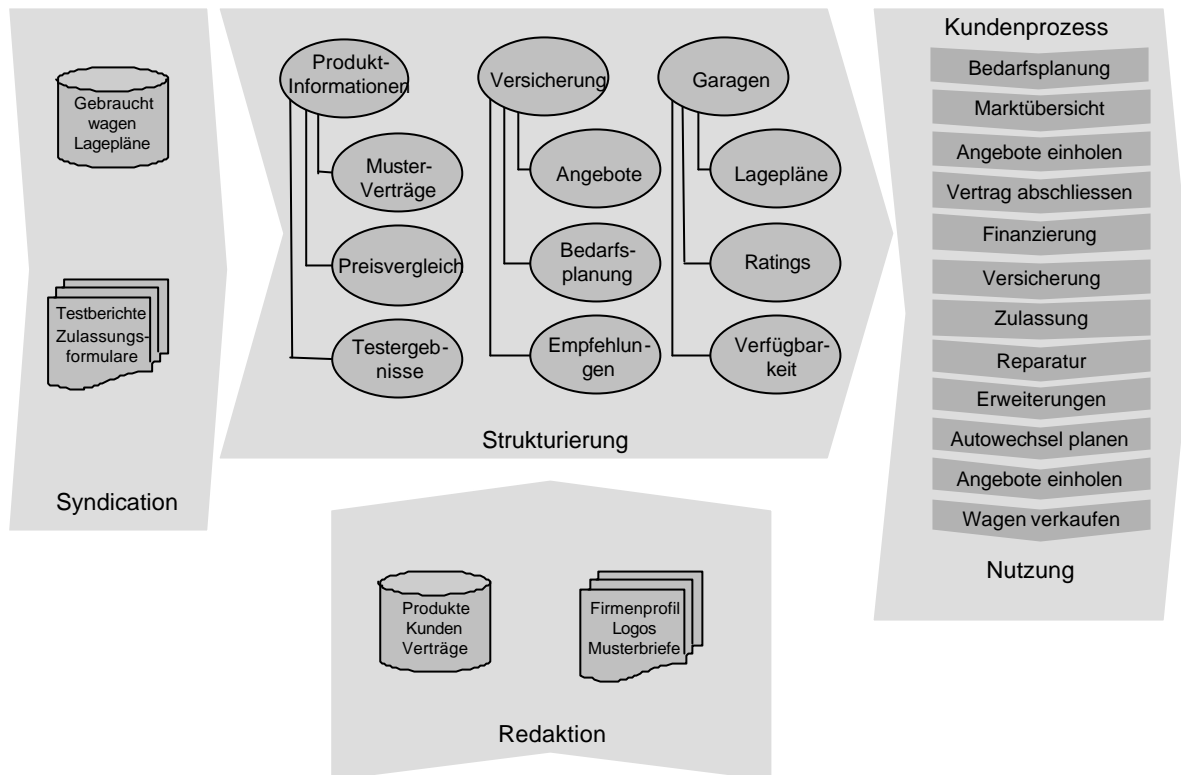 Gebraucht
wagen
Lagepläne
Testberichte
Zulassungs-
formulare
Syndication
Produkt-
Informationen
Muster-
Verträge
Preisvergleich
Testergeb-
nisse
Versicherung
Angebote
Bedarfs-
planung
Empfehlun-
gen
Garagen
Lagepläne
Ratings
Verfügbar-
keit
Strukturierung
Produkte
Kunden
Verträge
Firmenprofil
Logos
Musterbriefe
Redaktion
Kundenprozess
Bedarfsplanung
Marktübersicht
Angebote einholen
Vertrag abschliessen
Finanzierung
Versicherung
Zulassung
Reparatur
Erweiterungen
Autowechsel planen
Angebote einholen
Wagen verkaufen
Nutzung